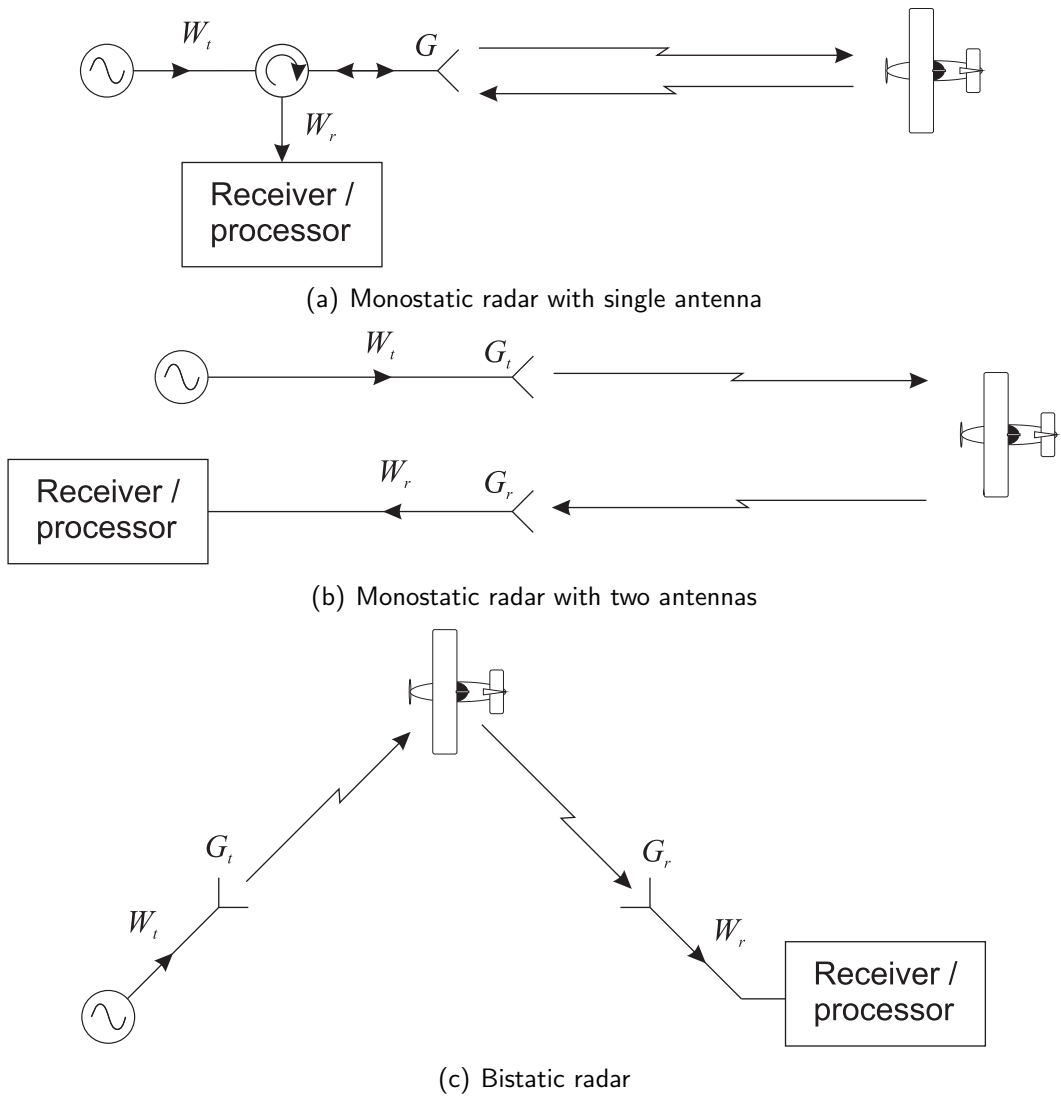 W_t
G
W_r
Receiver /
processor
(a) Monostatic radar with single antenna
W_t
G_t
Receiver /
processor
W_r
G_r
(b) Monostatic radar with two antennas
G_t
G_r
W_t
W_r
Receiver /
processor
(c) Bistatic radar